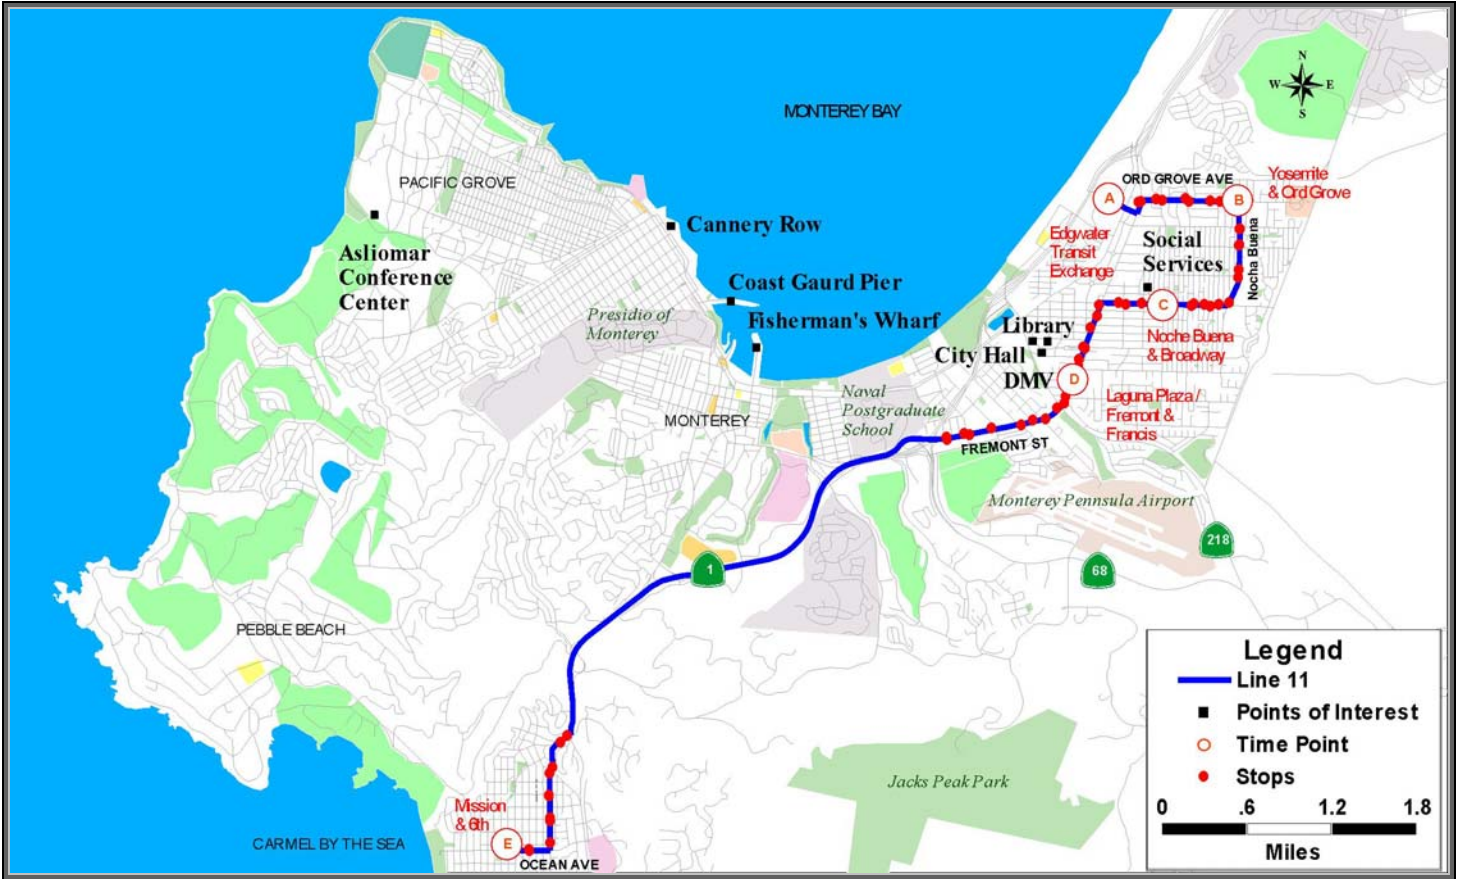 MONTEREY BAY
N
W E
S
PACIFIC GROVE
ORD GROVE AVE
Yosemite
& Ord Grove
A
B
Cannery Row
Asliomar
Conference
Center
Edgwater
Transit
Exchange
Social
Services
Nocha Buena
Coast Gaurd Pier
Presidio of
Monterey
Fisherman's Wharf
C
Library
City Hall
DMV
Noche Buena
& Broadway
D
Naval
Postgraduate
School
Laguna Plaza /
Fremont &
Francis
MONTEREY
FREMONT ST
Monterey Pennsula Airport
218
68
1
PEBBLE BEACH
Legend
Line 11
Points of Interest
Time Point
Stops
0 .6 1.2 1.8
Miles
Jacks Peak Park
Mission
& 6th
E
OCEAN AVE
CARMEL BY THE SEA